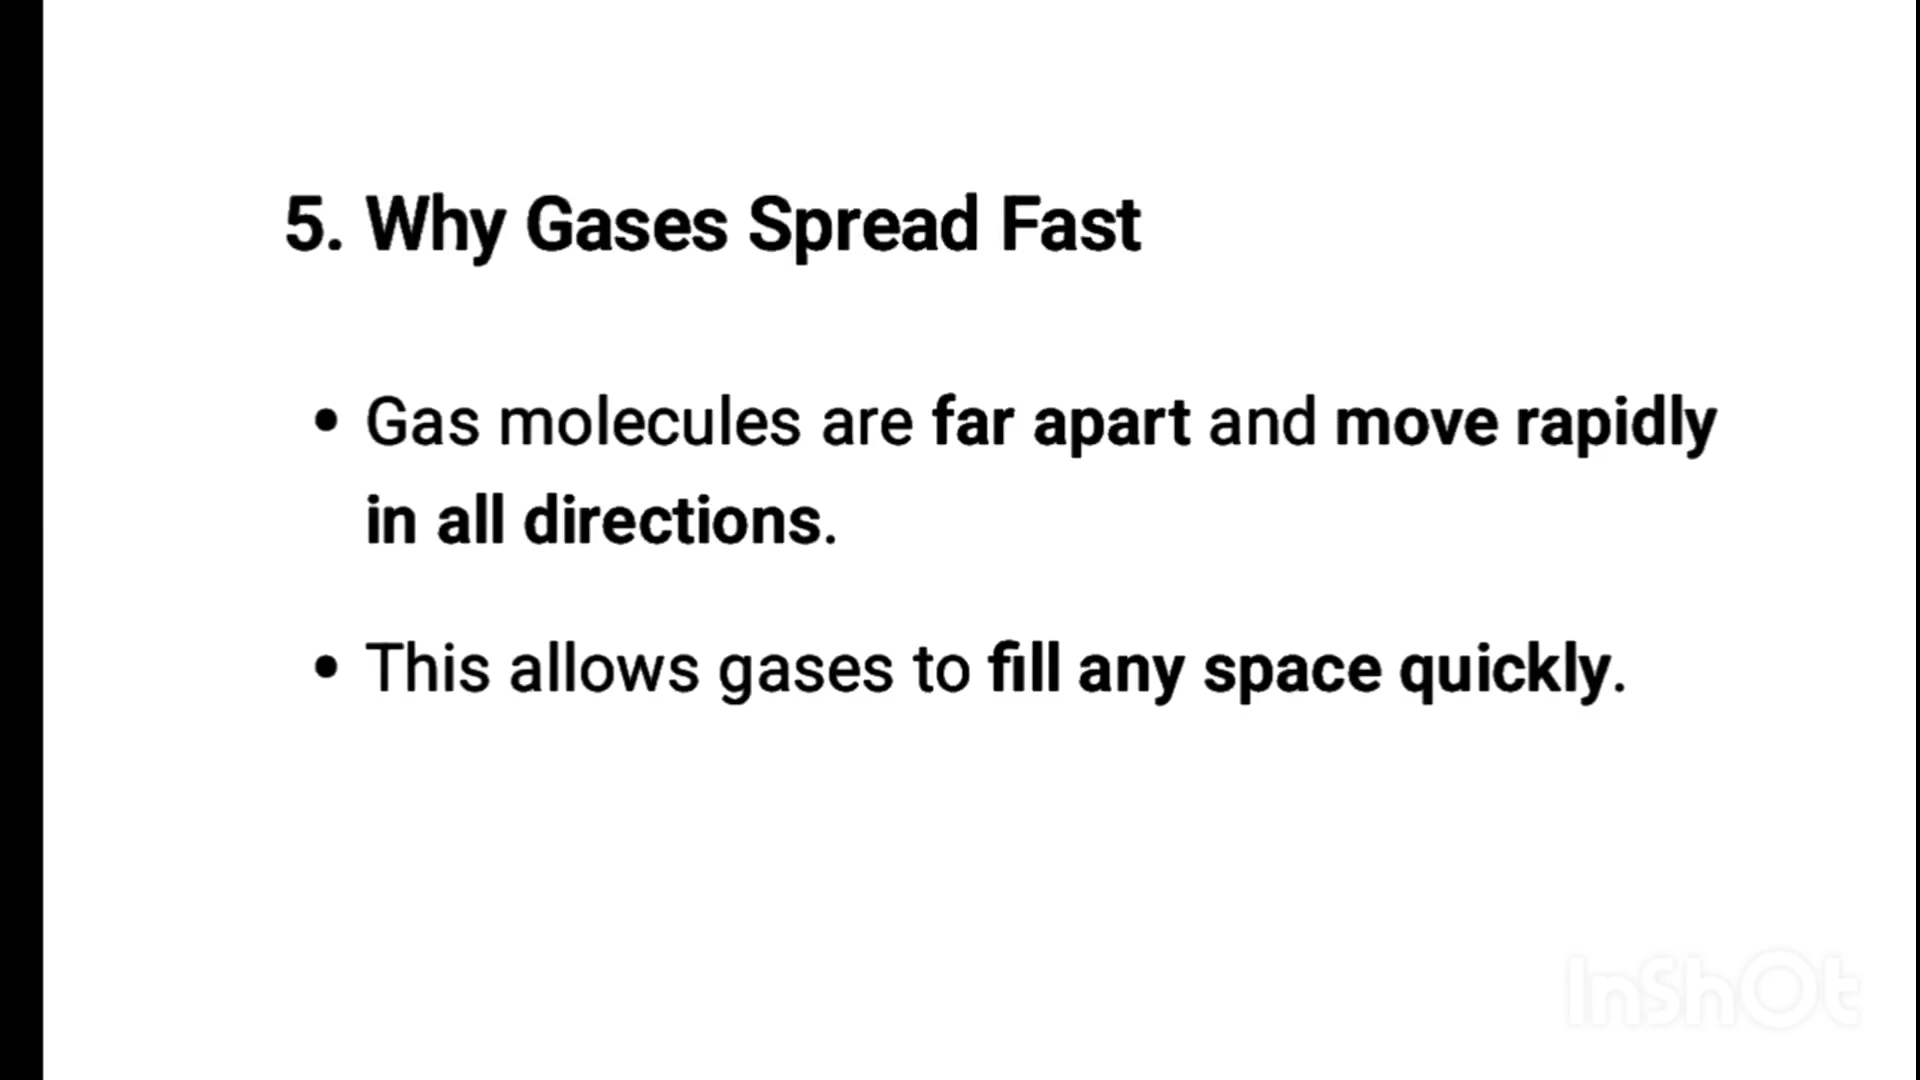 5. Why Gases Spread Fast
• Gas molecules are far apart and move rapidly
in all directions.
• This allows gases to fill any space quickly.
InShOt